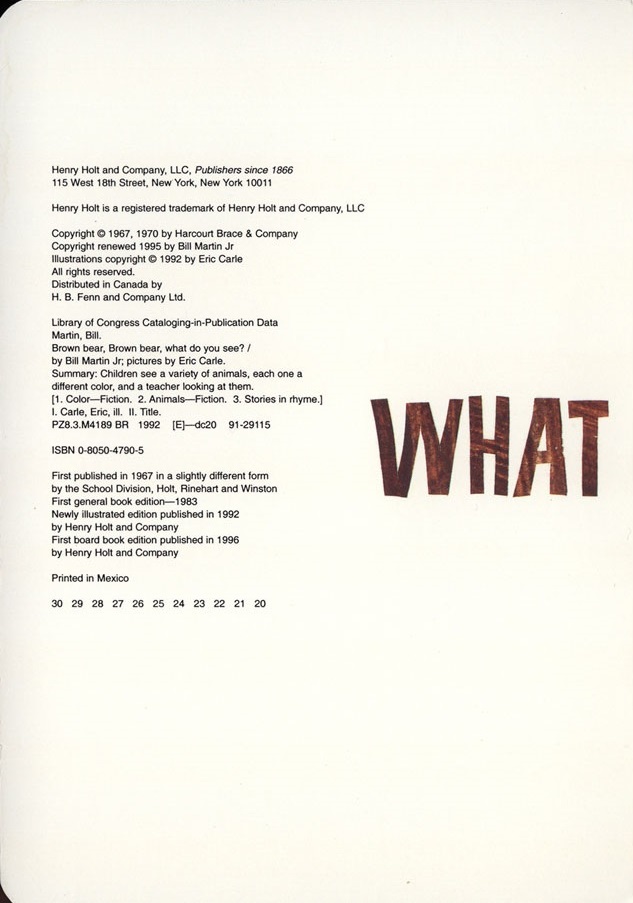 Henry Holt and Company, LLC, Publishers since 1866
115 West 18th Street, New York, New York 10011
Henry Holt is a registered trademark of Henry Holt and Company, LLC
Copyright © 1967, 1970 by Harcourt Brace & Company
Copyright renewed 1995 by Bill Martin Jr
Illustrations copyright © 1992 by Eric Carle
All rights reserved.
Distributed in Canada by
H. B. Fenn and Company Ltd.
Library of Congress Cataloging-in-Publication Data
Martin, Bill.
Brown bear, Brown bear, what do you see? /
by Bill Martin Jr; pictures by Eric Carle.
Summary: Children see a variety of animals, each one a
different color, and a teacher looking at them.
[1. Color—Fiction. 2. Animals—Fiction. 3. Stories in rhyme.]
I. Carle, Eric, ill. II. Title.
PZ8.3.M4189 BR 1992 [E]—dc20 91-29115
ISBN 0-8050-4790-5
First published in 1967 in a slightly different form
by the School Division, Holt, Rinehart and Winston
First general book edition—1983
Newly illustrated edition published in 1992
by Henry Holt and Company
First board book edition published in 1996
by Henry Holt and Company
Printed in Mexico
30 29 28 27 26 25 24 23 22 21 20
WHAT